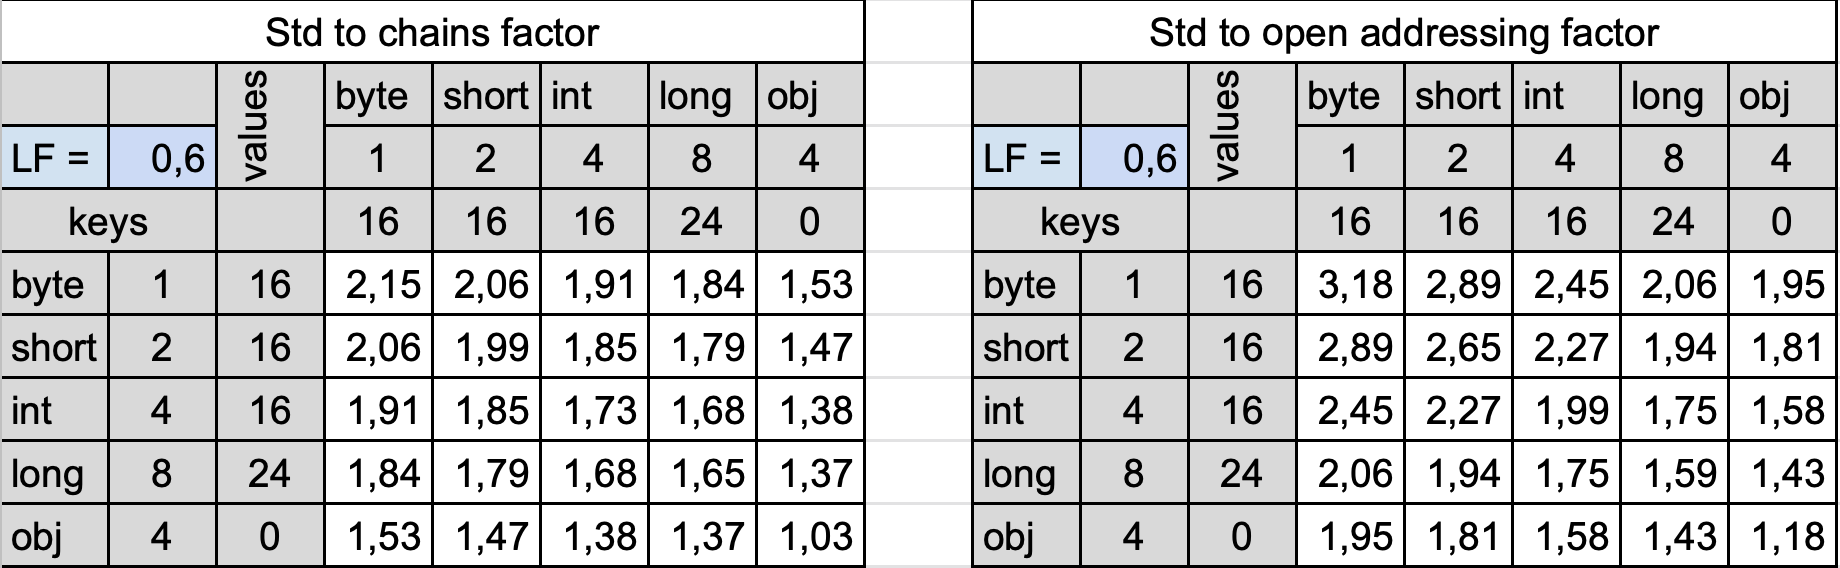 Std to chains factor
values byte short int long obj
LF = 0,6 1 2 4 8 4
keys 16 16 16 24 0
byte 1 16 2,15 2,06 1,91 1,84 1,53
short 2 16 2,06 1,99 1,85 1,79 1,47
int 4 16 1,91 1,85 1,73 1,68 1,38
long 8 24 1,84 1,79 1,68 1,65 1,37
obj 4 0 1,53 1,47 1,38 1,37 1,03
Std to open addressing factor
values byte short int long obj
LF = 0,6 1 2 4 8 4
keys 16 16 16 24 0
byte 1 16 3,18 2,89 2,45 2,06 1,95
short 2 16 2,89 2,65 2,27 1,94 1,81
int 4 16 2,45 2,27 1,99 1,75 1,58
long 8 24 2,06 1,94 1,75 1,59 1,43
obj 4 0 1,95 1,81 1,58 1,43 1,18